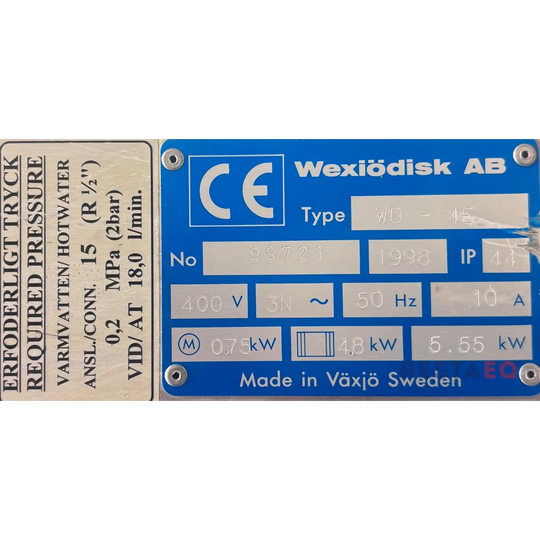 ERFODERLIGT TRYCK
REQUIRED PRESSURE
VARMVATTEN/ HOTWATER
ANSL./CONN. 15 (R ½")
0,2 MPa (2bar)
VID/ AT 18,0 l/min.
CE Wexiödisk AB
Type WD - 4E
No 98721 1998 IP 44
400 V 3N ~ 50 Hz 10 A
M 0,75 kW 4,8 kW 5.55 kW
RESTAEQ
Made in Växjö Sweden